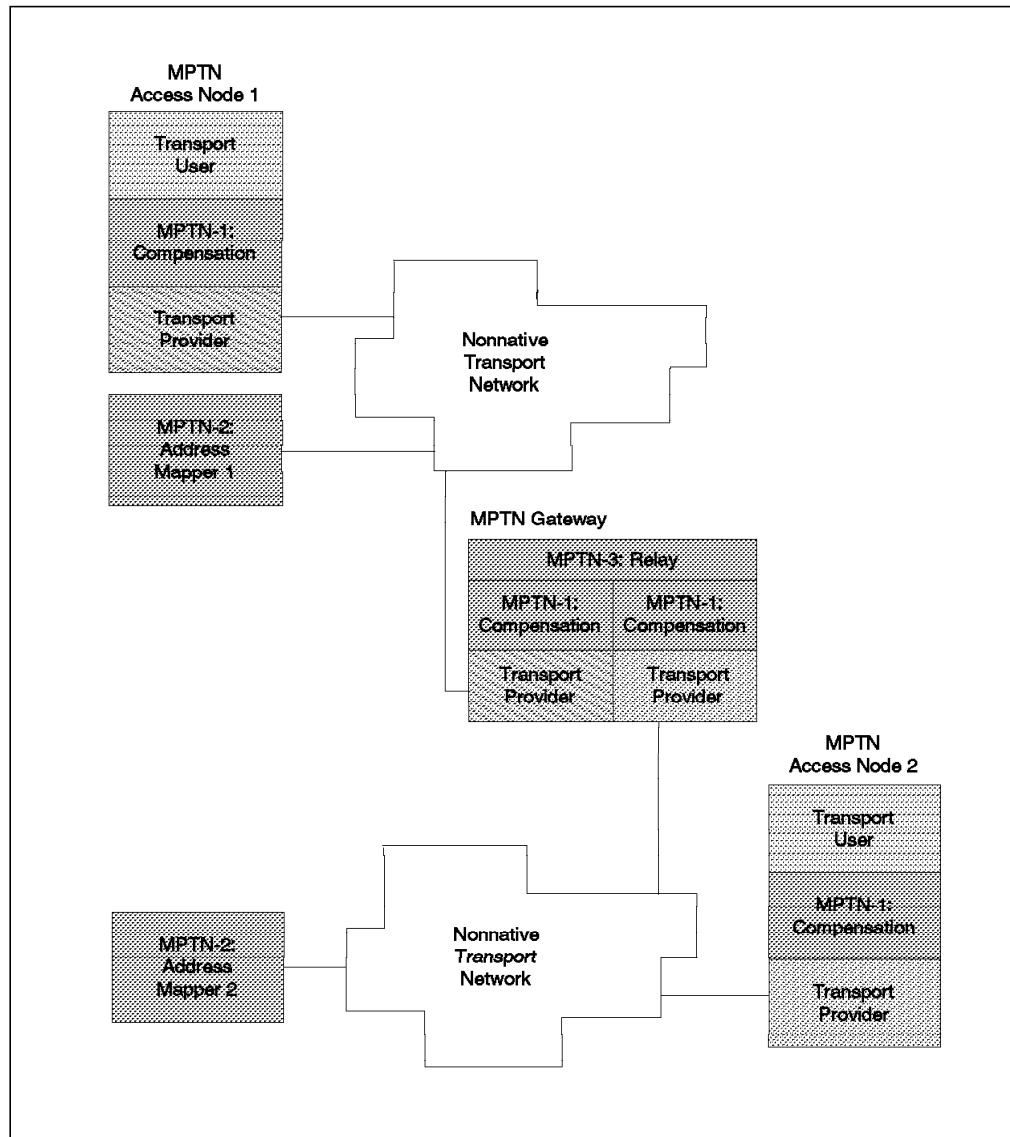 MPTN
Access Node 1
Transport
User
MPTN-1:
Compensation
Transport
Provider
Nonnative
Transport
Network
MPTN-2:
Address
Mapper 1
MPTN Gateway
MPTN-3: Relay
MPTN-1:
Compensation
MPTN-1:
Compensation
Transport
Provider
Transport
Provider
MPTN
Access Node 2
Transport
User
MPTN-1:
Compensation
Transport
Provider
MPTN-2:
Address
Mapper 2
Nonnative
Transport
Network